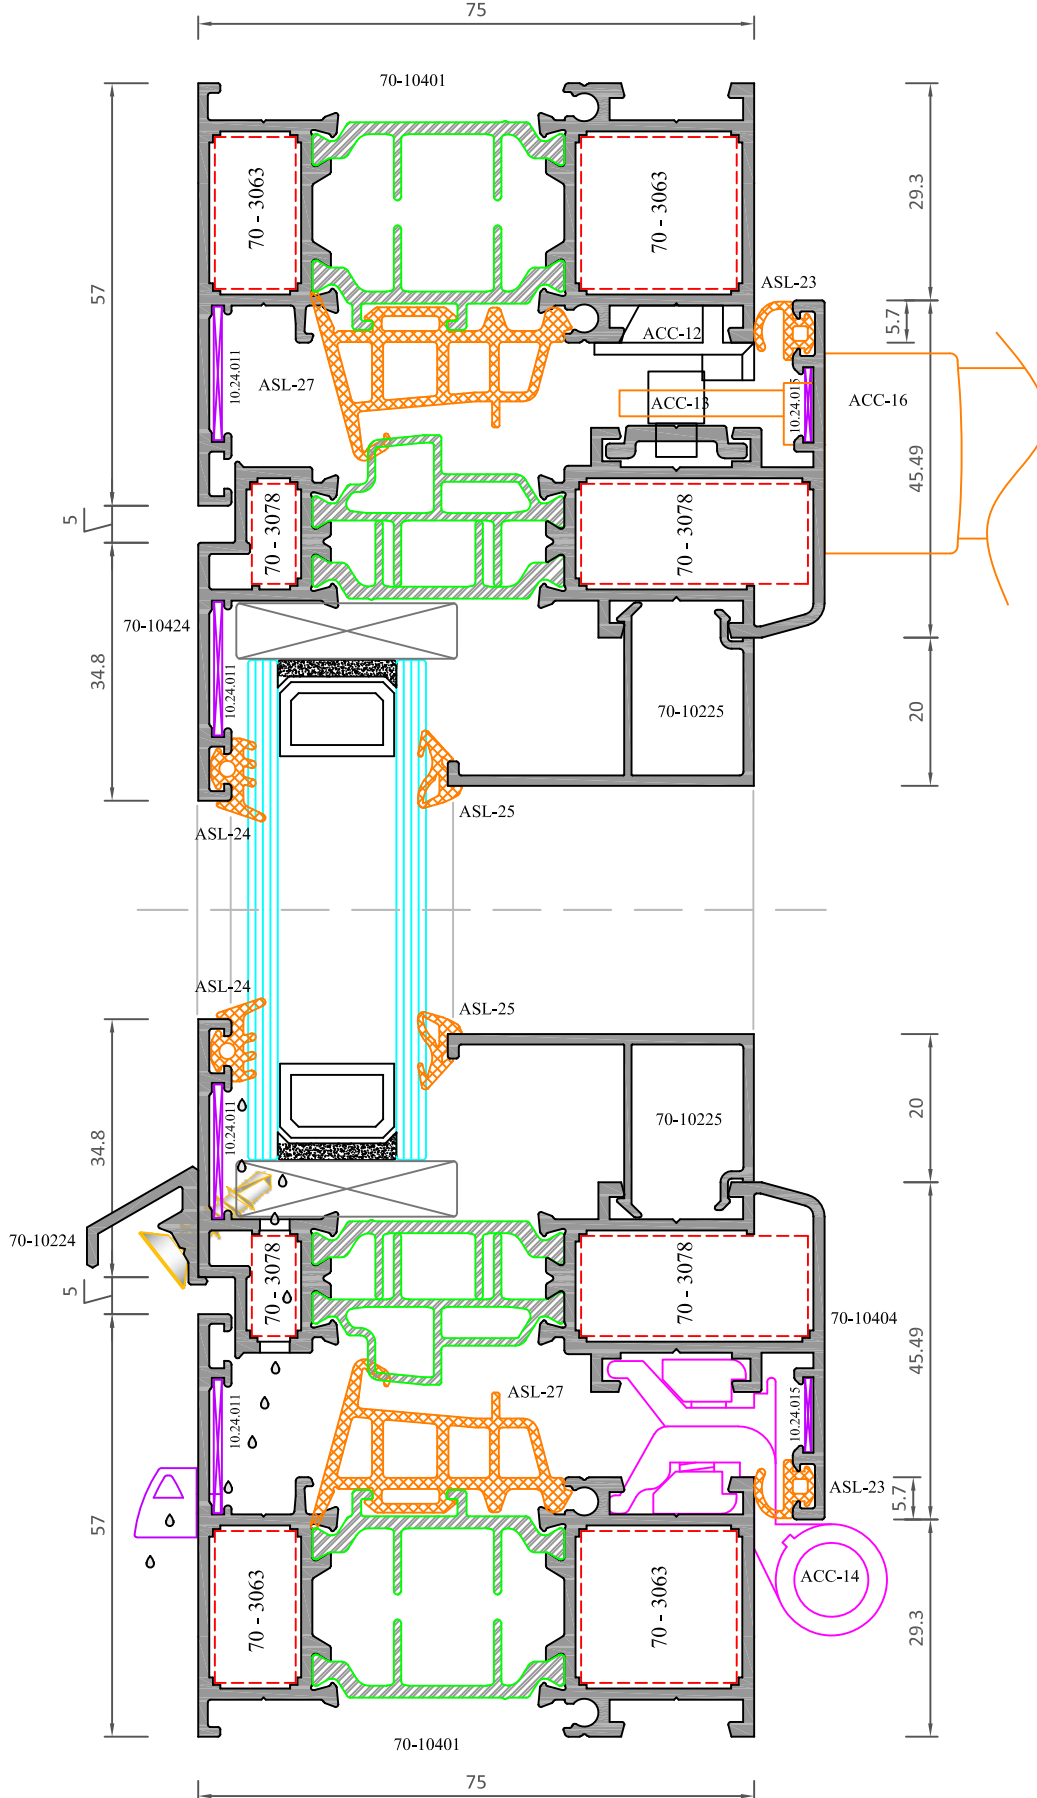 75
70-10401
57
29.3
70 - 3063
70 - 3063
ASL-23
5.7
ACC-12
10.24.011
ASL-27
ACC-13
10.24.015
ACC-16
45.49
5
70 - 3078
70 - 3078
70-10424
34.8
10.24.011
70-10225
20
ASL-24
ASL-25
ASL-24
ASL-25
34.8
10.24.011
70-10225
20
70-10224
5
70 - 3078
70 - 3078
70-10404
45.49
10.24.011
ASL-27
10.24.015
ASL-23
5.7
57
70 - 3063
70 - 3063
ACC-14
29.3
70-10401
75